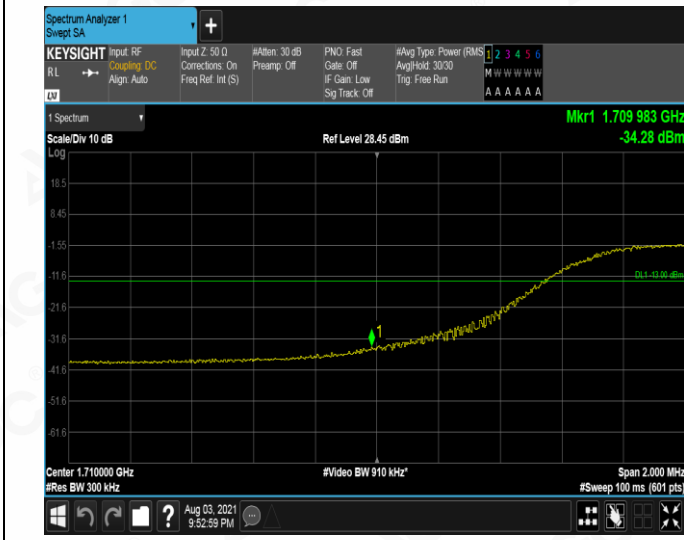 Spectrum Analyzer 1
Swept SA
+
KEYSIGHT Input: RF Input Z: 50 Ω #Atten: 30 dB PNO: Fast #Avg Type: Power (RMS 1 2 3 4 5 6
RL Coupling: DC Corrections: On Preamp: Off Gate: Off Avg|Hold: 30/30 M W W W W W
Align: Auto Freq Ref: Int (S) IF Gain: Low Trig: Free Run
Sig Track: Off A A A A A A
LXI
1 Spectrum Mkr1 1.709 983 GHz
Scale/Div 10 dB Ref Level 28.45 dBm -34.28 dBm
Log
18.5
8.45
-1.55
-11.6 DL1 -13.00 dBm
-21.6
-31.6 1
-41.6
-51.6
-61.6
Center 1.710000 GHz #Video BW 910 kHz* Span 2.000 MHz
#Res BW 300 kHz #Sweep 100 ms (601 pts)
? Aug 03, 2021
9:52:59 PM